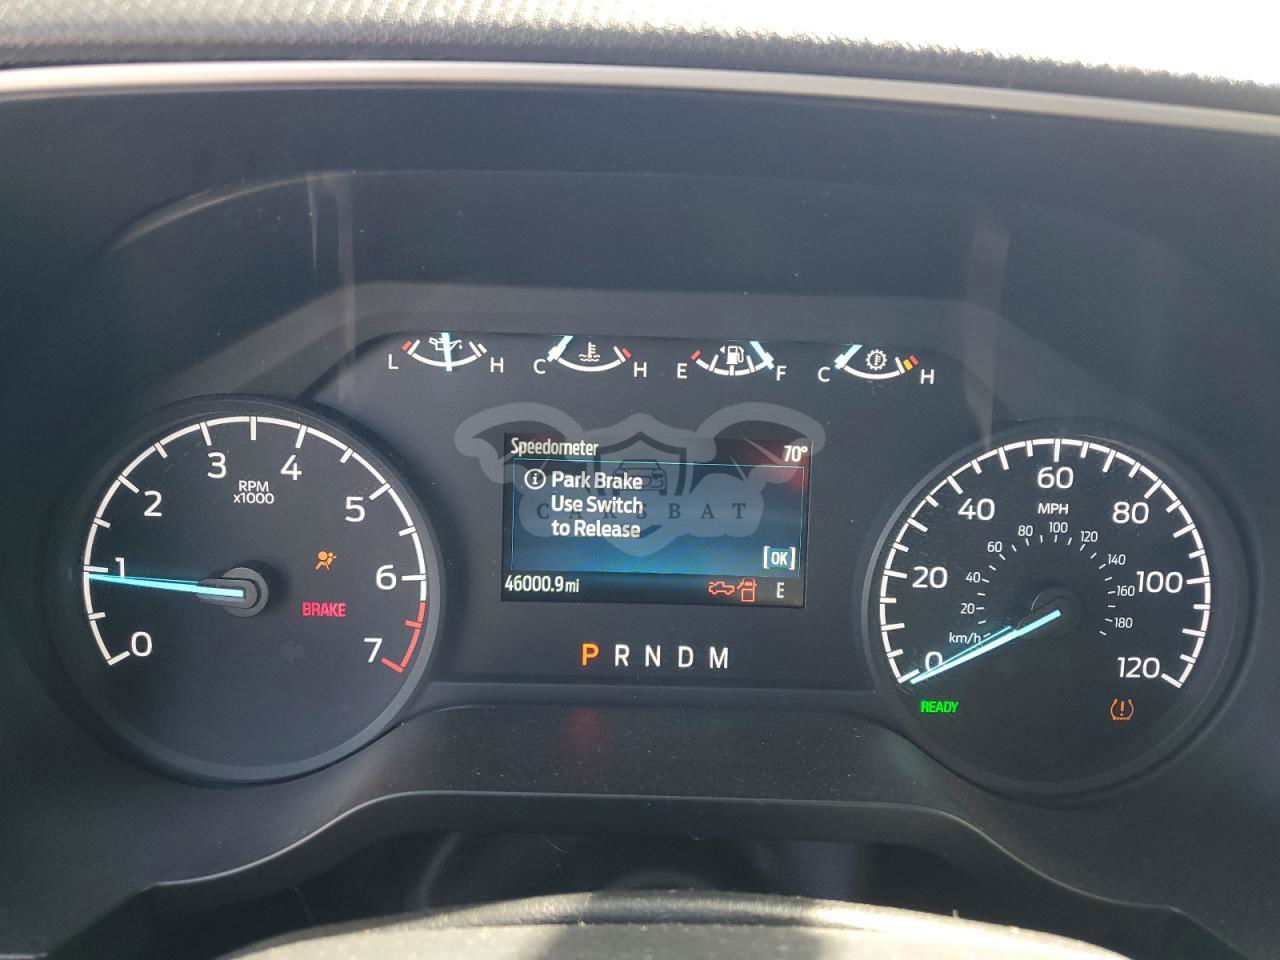 L H C H E F C H
Speedometer 70°
Park Brake
Use Switch
CARSBAT
to Release
[OK]
46000.9mi E
P R N D M
0
1
2
3
4
5
6
7
RPM
x1000
BRAKE
0
20
40
60
80
100
120
MPH
20
40
60
80
100
120
140
160
180
km/h
READY